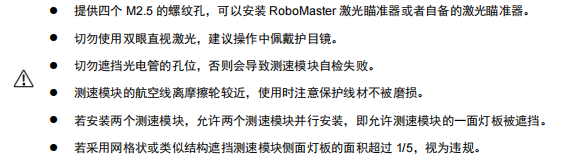 ● 提供四个 M2.5 的螺纹孔，可以安装 RoboMaster 激光瞄准器或者自备的激光瞄准器。
● 切勿使用双眼直视激光，建议操作中佩戴护目镜。
● 切勿遮挡光电管的孔位，否则会导致测速模块自检失败。
● 测速模块的航空线离摩擦轮较近，使用时注意保护线材不被磨损。
● 若安装两个测速模块，允许两个测速模块并行安装，即允许测速模块的一面灯板被遮挡。
● 若采用网格状或类似结构遮挡测速模块侧面灯板的面积超过 1/5，视为违规。